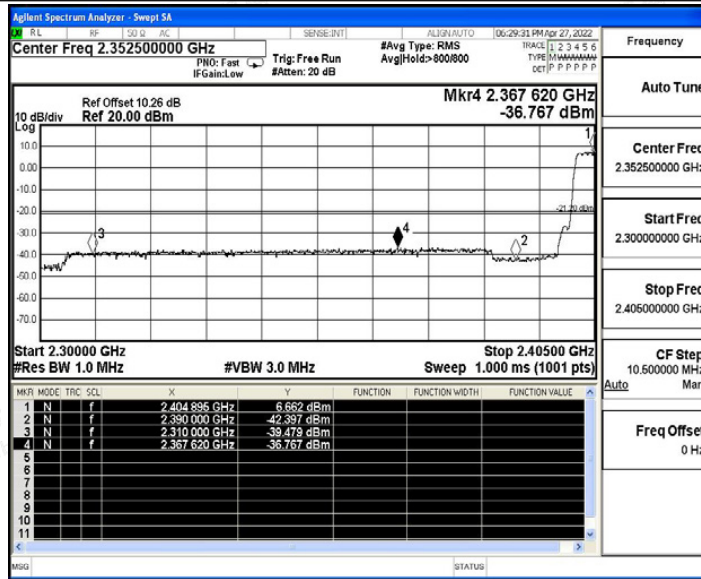 Agilent Spectrum Analyzer - Swept SA
RL RF 50 Ω AC SENSE:INT ALIGN AUTO 06:29:31 PM Apr 27, 2022
Center Freq 2.352500000 GHz
PNO: Fast
IFGain:Low
Trig: Free Run
#Atten: 20 dB
#Avg Type: RMS
Avg|Hold:>800/800
TRACE 1 2 3 4 5 6
TYPE MWWWWW
DET P P P P P P
Ref Offset 10.26 dB
10 dB/div Ref 20.00 dBm
Log
Mkr4 2.367 620 GHz
-36.767 dBm
10.0
0.00
-10.0
-20.0
-30.0
-40.0
-50.0
-60.0
-70.0
1
-21.20 dBm
3
4
2
Start 2.30000 GHz Stop 2.40500 GHz
#Res BW 1.0 MHz #VBW 3.0 MHz Sweep 1.000 ms (1001 pts)
MKR MODE TRC SCL X Y FUNCTION FUNCTION WIDTH FUNCTION VALUE
1 N f 2.404 895 GHz 6.662 dBm
2 N f 2.390 000 GHz -42.397 dBm
3 N f 2.310 000 GHz -39.479 dBm
4 N f 2.367 620 GHz -36.767 dBm
5
6
7
8
9
10
11
MSG STATUS
Frequency
Auto Tune
Center Freq
2.352500000 GHz
Start Freq
2.300000000 GHz
Stop Freq
2.405000000 GHz
CF Step
10.500000 MHz
Auto Man
Freq Offset
0 Hz